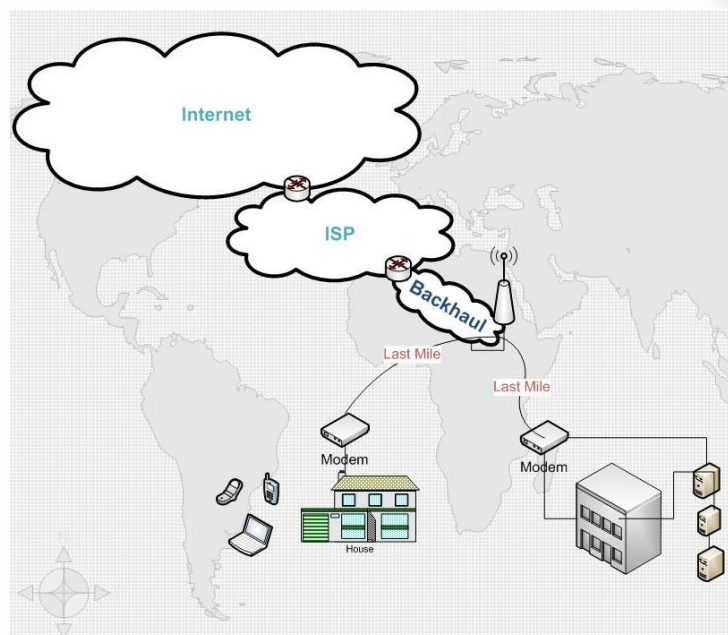 Internet
ISP
Backhaul
Last Mile
Last Mile
Modem
Modem
House